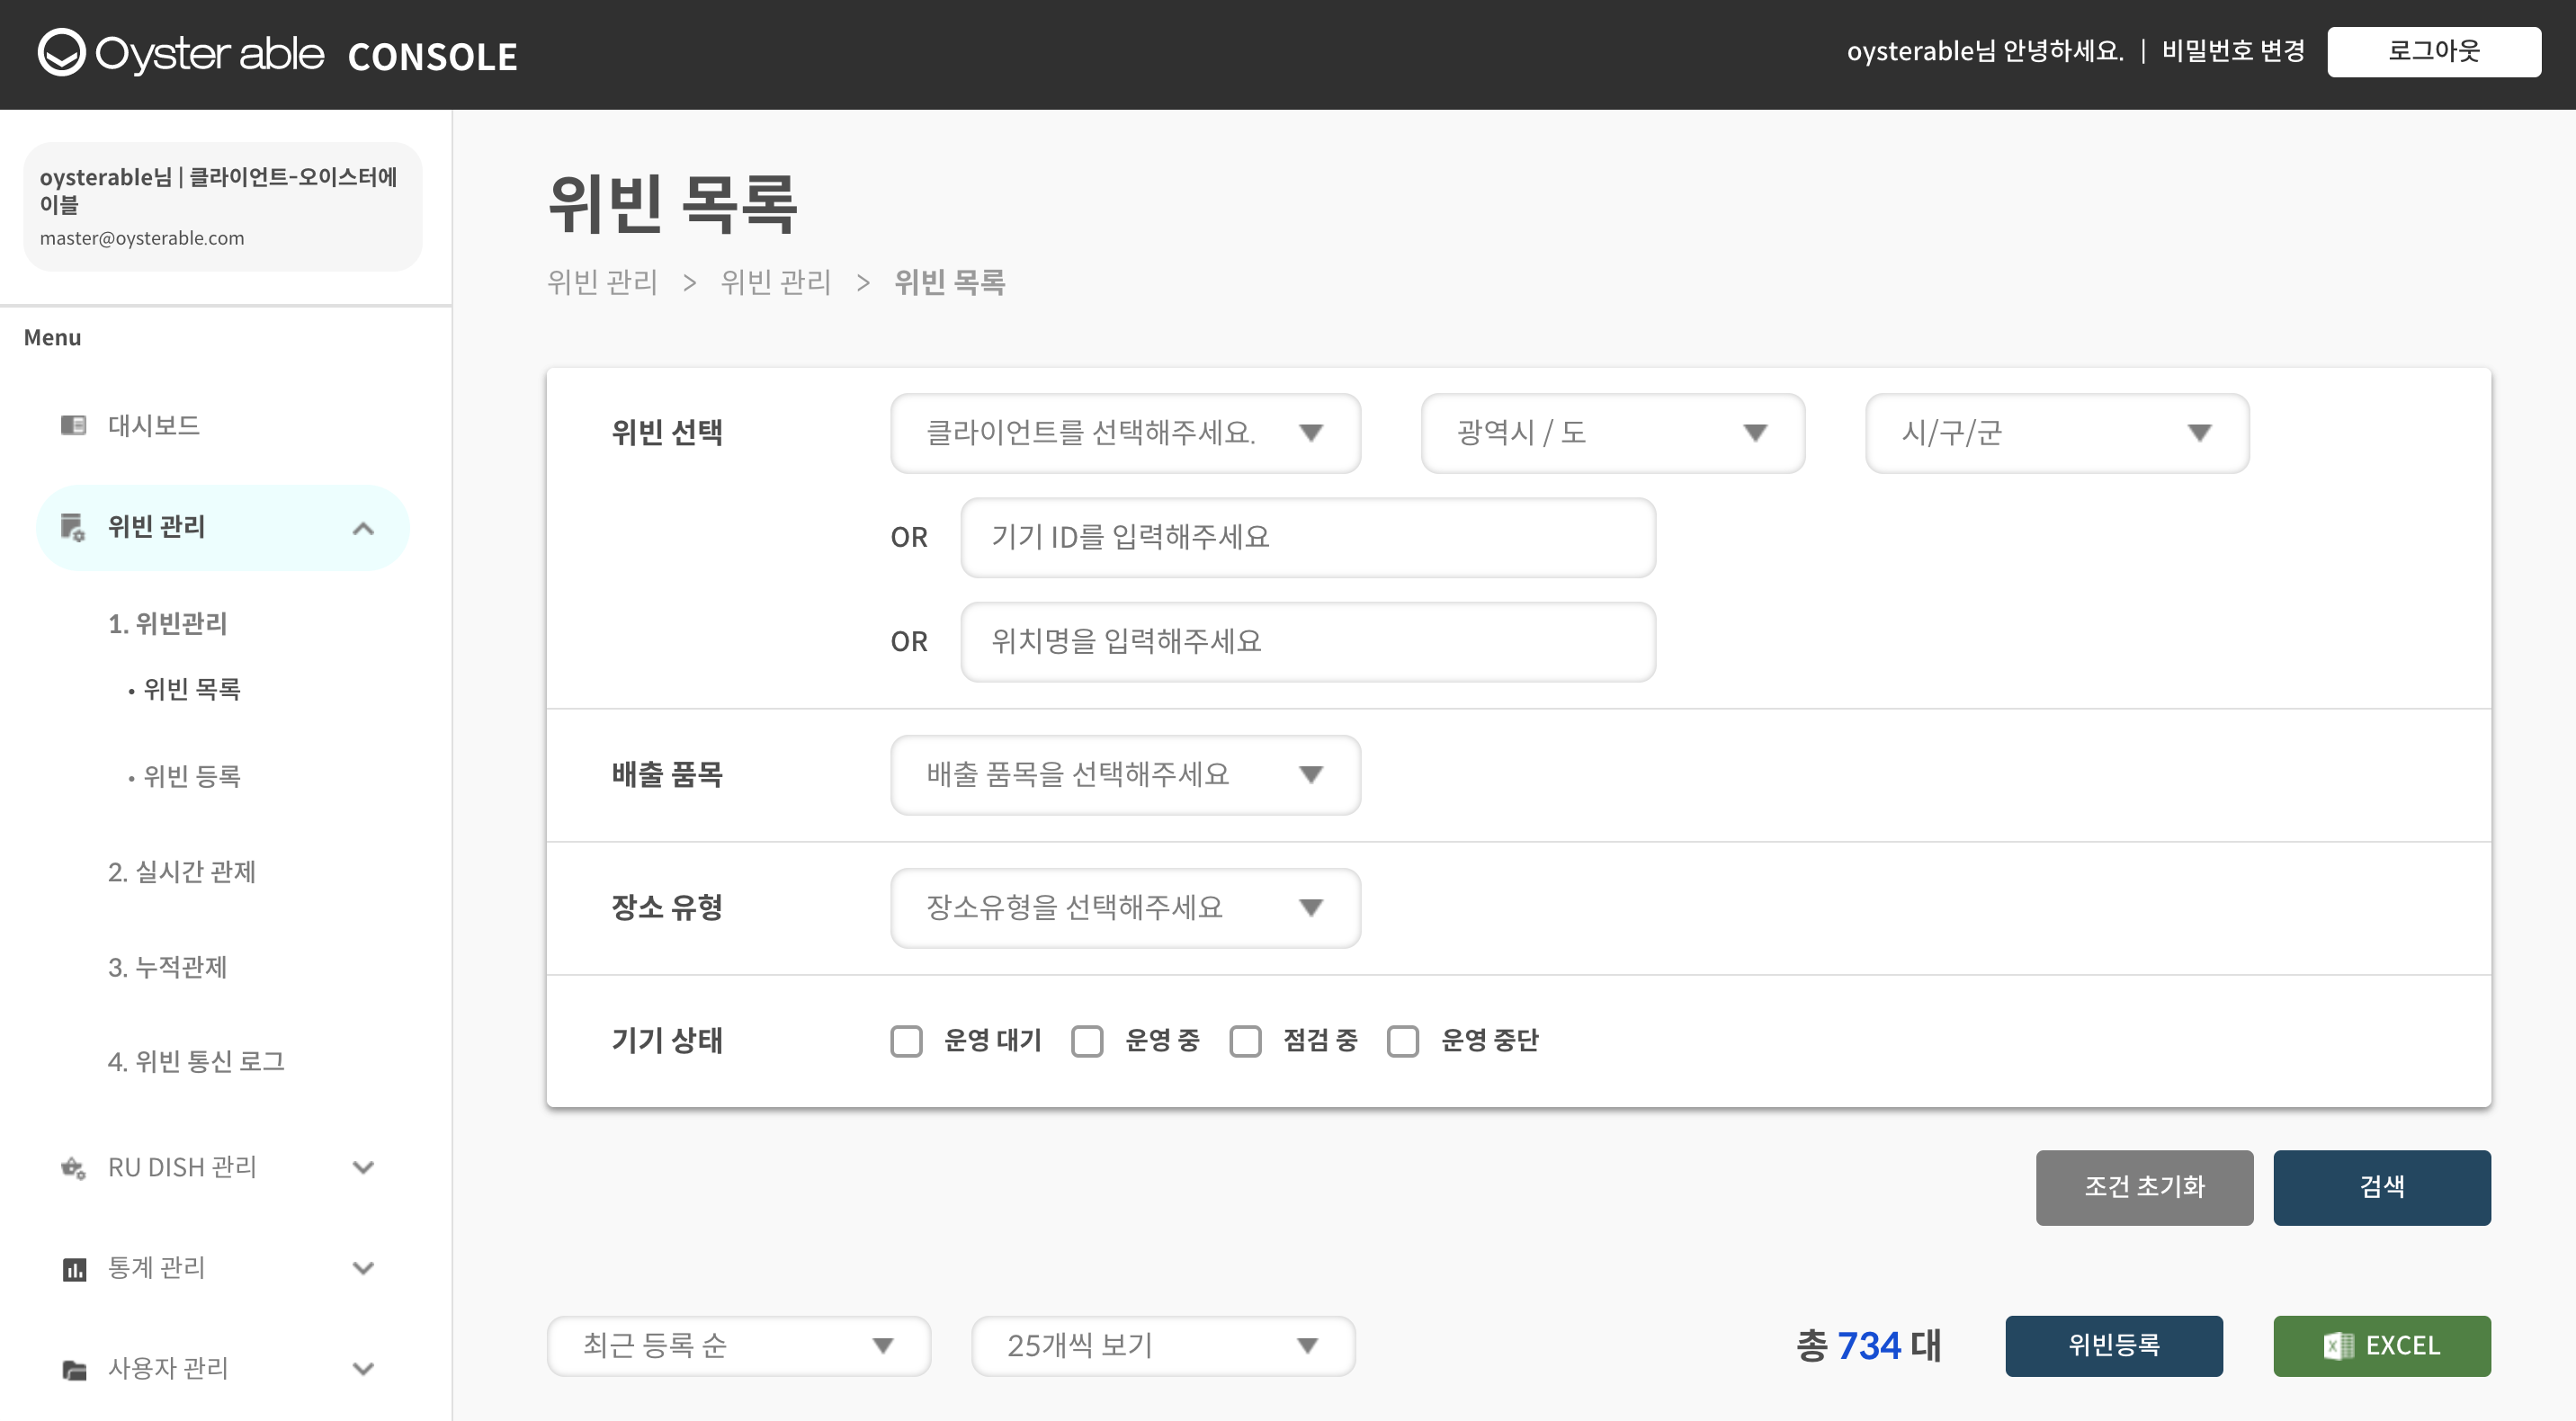 Oyster able CONSOLE
oysterable님 안녕하세요. | 비밀번호 변경
로그아웃
oysterable님 | 클라이언트-오이스터에
이블
master@oysterable.com
Menu
대시보드
위빈 관리
1. 위빈관리
• 위빈 목록
• 위빈 등록
2. 실시간 관제
3. 누적관제
4. 위빈 통신 로그
RU DISH 관리
통계 관리
사용자 관리
위빈 목록
위빈 관리 > 위빈 관리 > 위빈 목록
위빈 선택
클라이언트를 선택해주세요.
광역시 / 도
시/구/군
OR
기기 ID를 입력해주세요
OR
위치명을 입력해주세요
배출 품목
배출 품목을 선택해주세요
장소 유형
장소유형을 선택해주세요
기기 상태
운영 대기
운영 중
점검 중
운영 중단
조건 초기화
검색
최근 등록 순
25개씩 보기
총 734 대
위빈등록
EXCEL